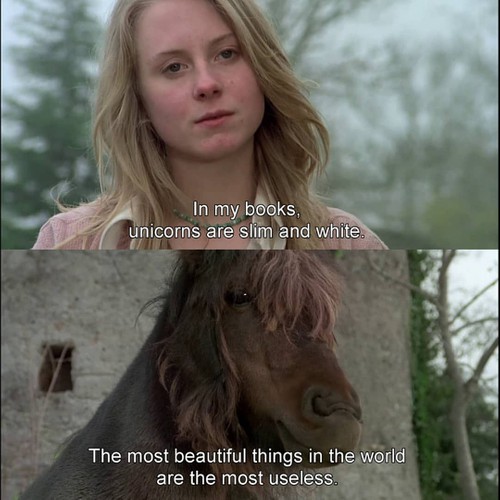 In my books,
unicorns are slim and white.
The most beautiful things in the world
are the most useless.